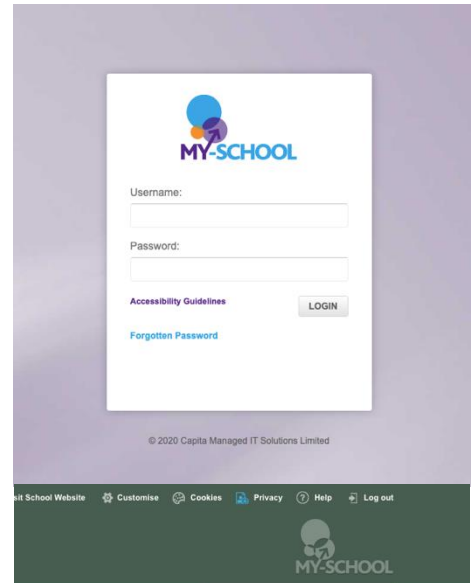 MY-SCHOOL
Username:
Password:
Accessibility Guidelines
LOGIN
Forgotten Password
© 2020 Capita Managed IT Solutions Limited
sit School Website Customise Cookies Privacy ? Help Log out
MY-SCHOOL